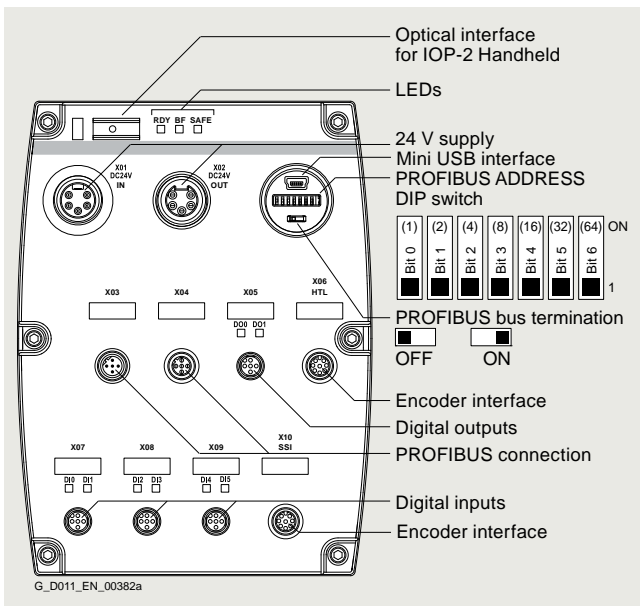 Optical interface
for IOP-2 Handheld
LEDs
RDY BF SAFE
24 V supply
Mini USB interface
PROFIBUS ADDRESS
DIP switch
X01
DC24V
IN
X02
DC24V
OUT
(1) (2) (4) (8) (16) (32) (64) ON
Bit 0 Bit 1 Bit 2 Bit 3 Bit 4 Bit 5 Bit 6
1
X03 X04 X05 X06
HTL
DO0 DO1
PROFIBUS bus termination
OFF ON
Encoder interface
Digital outputs
PROFIBUS connection
X07 X08 X09 X10
SSI
DI0 DI1 DI2 DI3 DI4 DI5
Digital inputs
Encoder interface
G_D011_EN_00382a